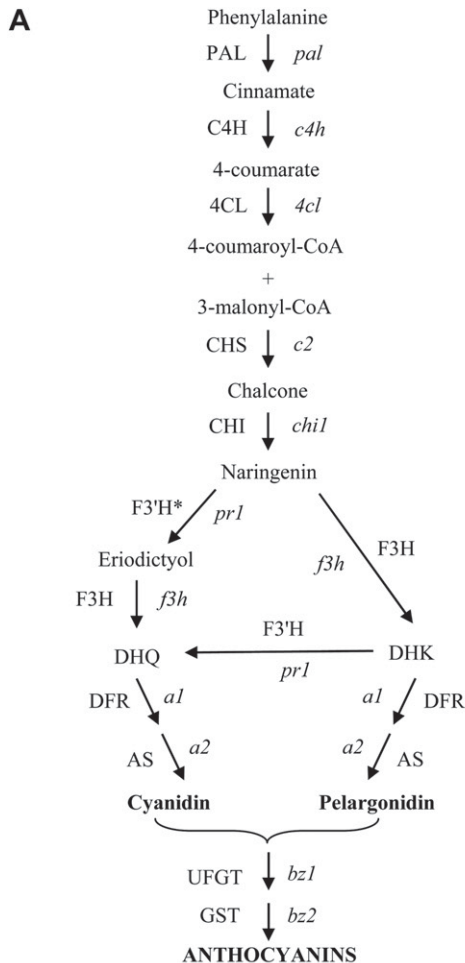 A
Phenylalanine
PAL pal
Cinnamate
C4H c4h
4-coumarate
4CL 4cl
4-coumaroyl-CoA
+
3-malonyl-CoA
CHS c2
Chalcone
CHI chi1
Naringenin
F3'H* pr1
f3h F3H
Eriodictyol
F3H f3h
F3'H
DHQ DHK
pr1
DFR a1 a1 DFR
AS a2 a2 AS
Cyanidin Pelargonidin
UFGT bz1
GST bz2
ANTHOCYANINS